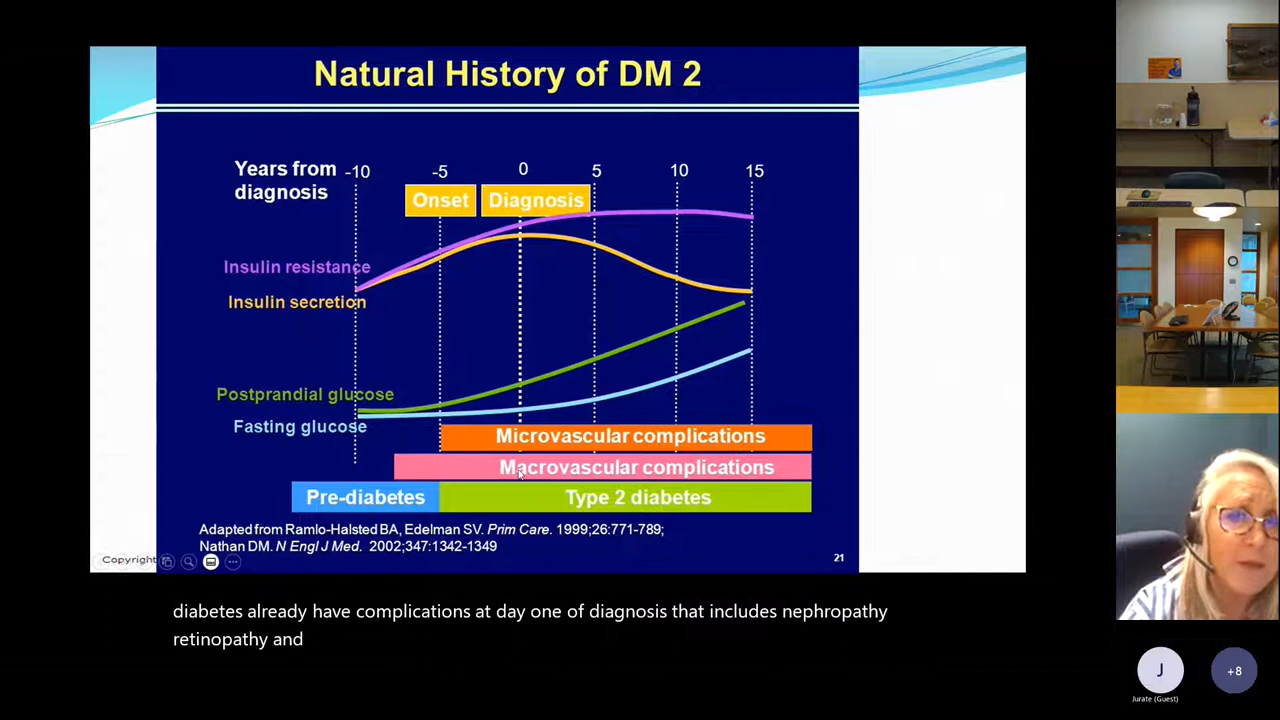 Natural History of DM 2
Years from
diagnosis
-10
-5
0
5
10
15
Onset
Diagnosis
Insulin resistance
Insulin secretion
Postprandial glucose
Fasting glucose
Microvascular complications
Macrovascular complications
Pre-diabetes
Type 2 diabetes
Adapted from Ramlo-Halsted BA, Edelman SV. Prim Care. 1999;26:771-789;
Nathan DM. N Engl J Med. 2002;347:1342-1349
Copyright
21
diabetes already have complications at day one of diagnosis that includes nephropathy
retinopathy and
J
Jurate (Guest)
+8